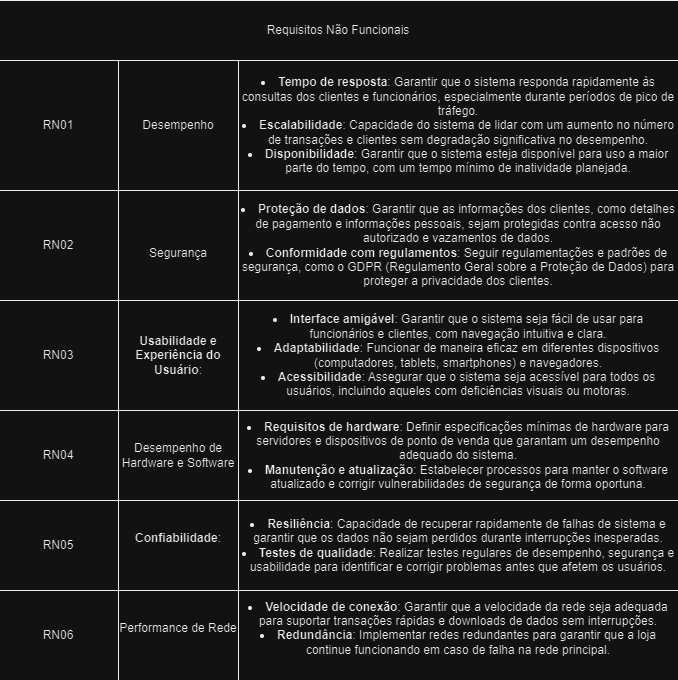 Requisitos Não Funcionais
RN01
Desempenho
• Tempo de resposta: Garantir que o sistema responda rapidamente às
consultas dos clientes e funcionários, especialmente durante períodos de pico de
tráfego.
• Escalabilidade: Capacidade do sistema de lidar com um aumento no número
de transações e clientes sem degradação significativa no desempenho.
• Disponibilidade: Garantir que o sistema esteja disponível para uso a maior
parte do tempo, com um tempo mínimo de inatividade planejada.
RN02
Segurança
• Proteção de dados: Garantir que as informações dos clientes, como detalhes
de pagamento e informações pessoais, sejam protegidas contra acesso não
autorizado e vazamentos de dados.
• Conformidade com regulamentos: Seguir regulamentações e padrões de
segurança, como o GDPR (Regulamento Geral sobre a Proteção de Dados) para
proteger a privacidade dos clientes.
RN03
Usabilidade e
Experiência do
Usuário:
• Interface amigável: Garantir que o sistema seja fácil de usar para
funcionários e clientes, com navegação intuitiva e clara.
• Adaptabilidade: Funcionar de maneira eficaz em diferentes dispositivos
(computadores, tablets, smartphones) e navegadores.
• Acessibilidade: Assegurar que o sistema seja acessível para todos os
usuários, incluindo aqueles com deficiências visuais ou motoras.
RN04
Desempenho de
Hardware e Software
• Requisitos de hardware: Definir especificações mínimas de hardware para
servidores e dispositivos de ponto de venda que garantam um desempenho
adequado do sistema.
• Manutenção e atualização: Estabelecer processos para manter o software
atualizado e corrigir vulnerabilidades de segurança de forma oportuna.
RN05
Confiabilidade:
• Resiliência: Capacidade de recuperar rapidamente de falhas de sistema e
garantir que os dados não sejam perdidos durante interrupções inesperadas.
• Testes de qualidade: Realizar testes regulares de desempenho, segurança e
usabilidade para identificar e corrigir problemas antes que afetem os usuários.
RN06
Performance de Rede
• Velocidade de conexão: Garantir que a velocidade da rede seja adequada
para suportar transações rápidas e downloads de dados sem interrupções.
• Redundância: Implementar redes redundantes para garantir que a loja
continue funcionando em caso de falha na rede principal.